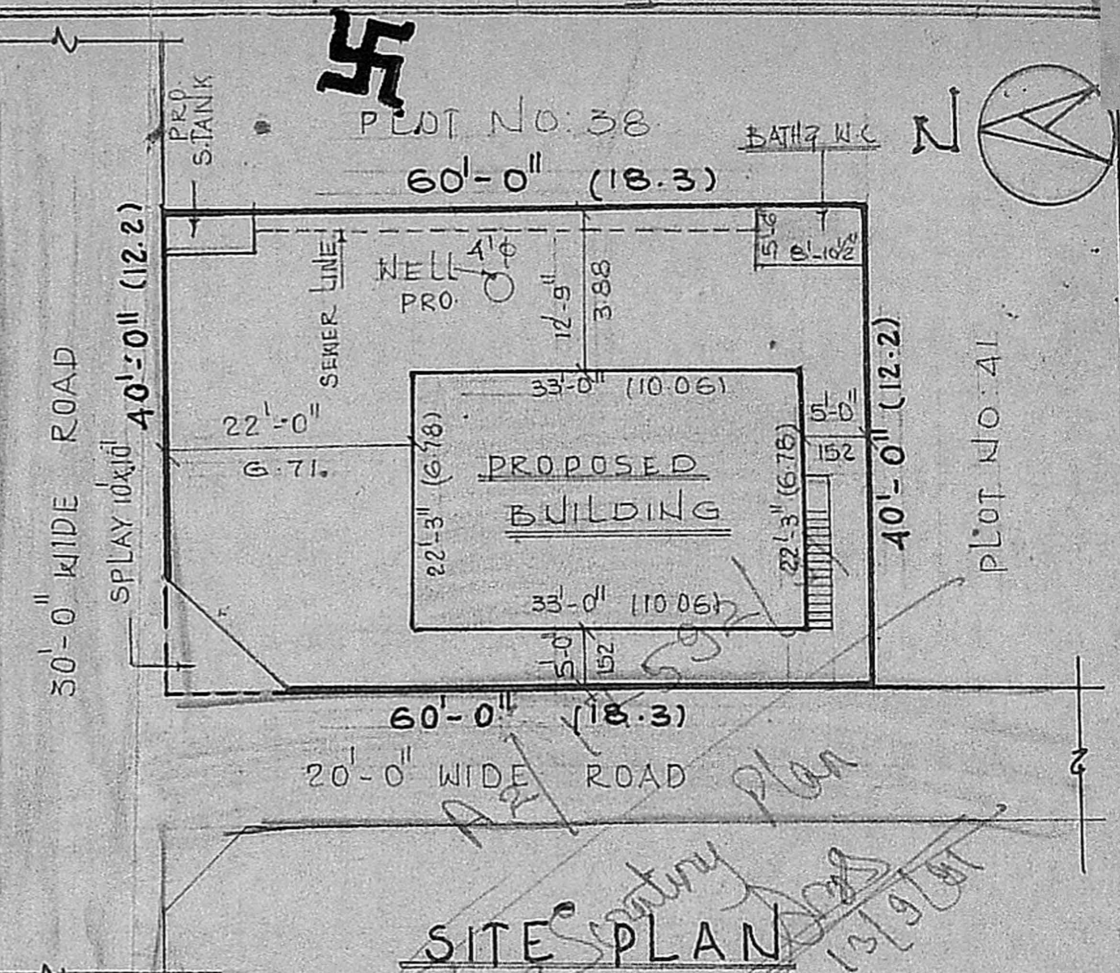 PRO.
S.TANK
PLOT NO: 38
BATH & W.C
N
60'-0" (18.3)
40'-0" (12.2)
SEWER LINE
WELL 4'φ
PRO.
12'-9"
3.88
5'-6
8'-10½"
30'-0" WIDE ROAD
SPLAY 10'x10'
22'-0"
6.71.
33'-0" (10.06)
22'-3" (6.78)
PROPOSED
BUILDING
22'-3" (6.78)
33'-0" (10.06)
5'-0"
152
40'-0" (12.2)
PLOT NO: 41
5'-0"
152
60'-0" (18.3)
20'-0" WIDE ROAD
Plan
SITE PLAN